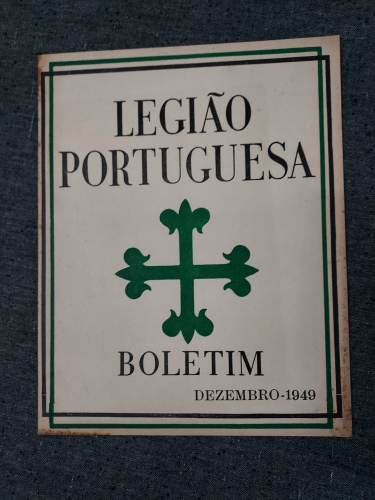 LEGIÃO
PORTUGUESA
BOLETIM
DEZEMBRO-1949